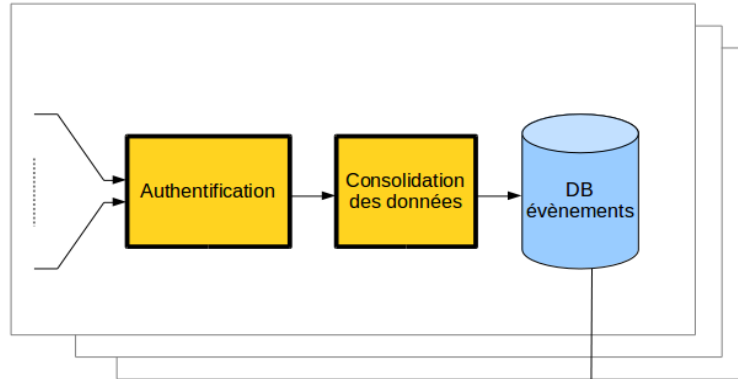 Authentification
Consolidation
des données
DB
évènements